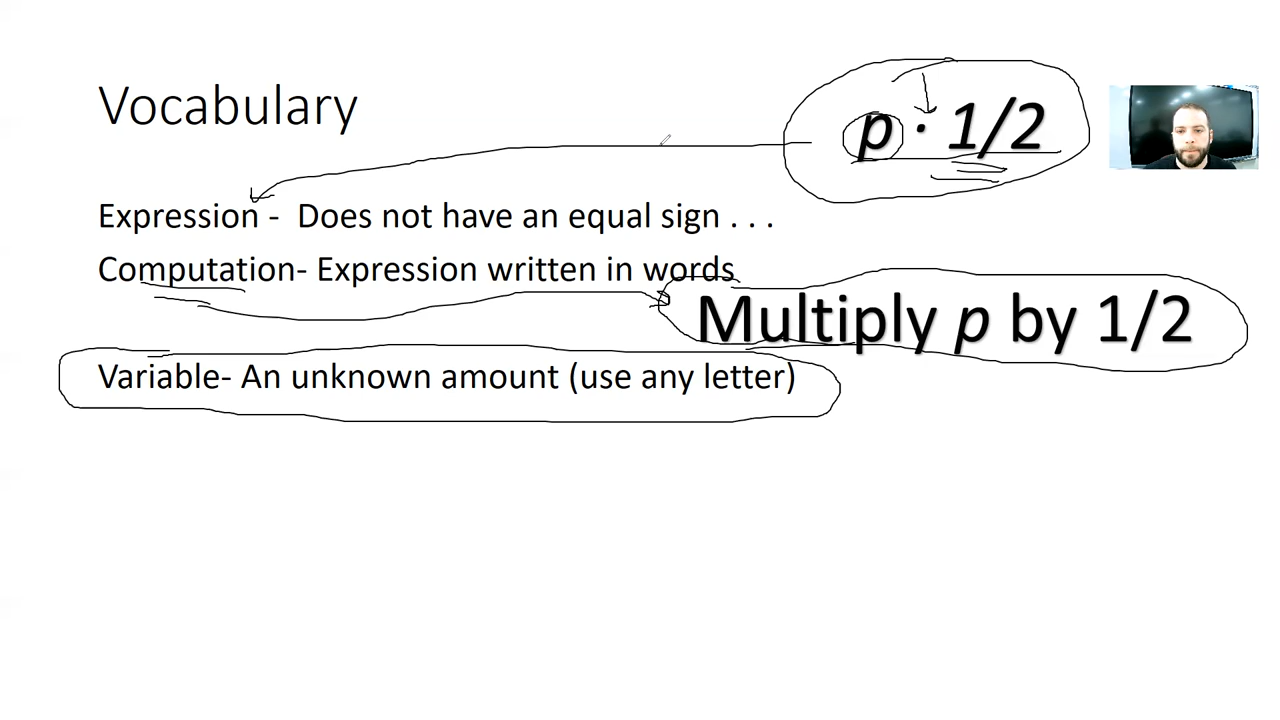 Vocabulary
p · 1/2
Expression - Does not have an equal sign . . .
Computation- Expression written in words
Multiply p by 1/2
Variable- An unknown amount (use any letter)